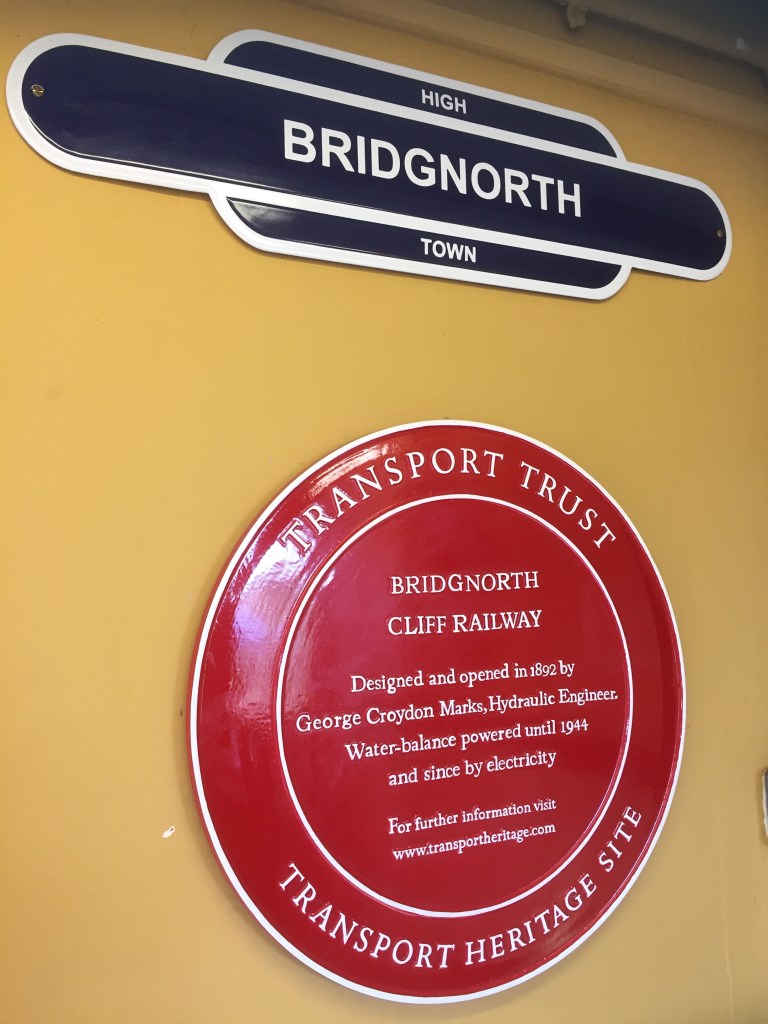 HIGH
BRIDGNORTH
TOWN
TRANSPORT TRUST
BRIDGNORTH
CLIFF RAILWAY
Designed and opened in 1892 by
George Croydon Marks, Hydraulic Engineer.
Water-balance powered until 1944
and since by electricity
For further information visit
www.transportheritage.com
TRANSPORT HERITAGE SITE